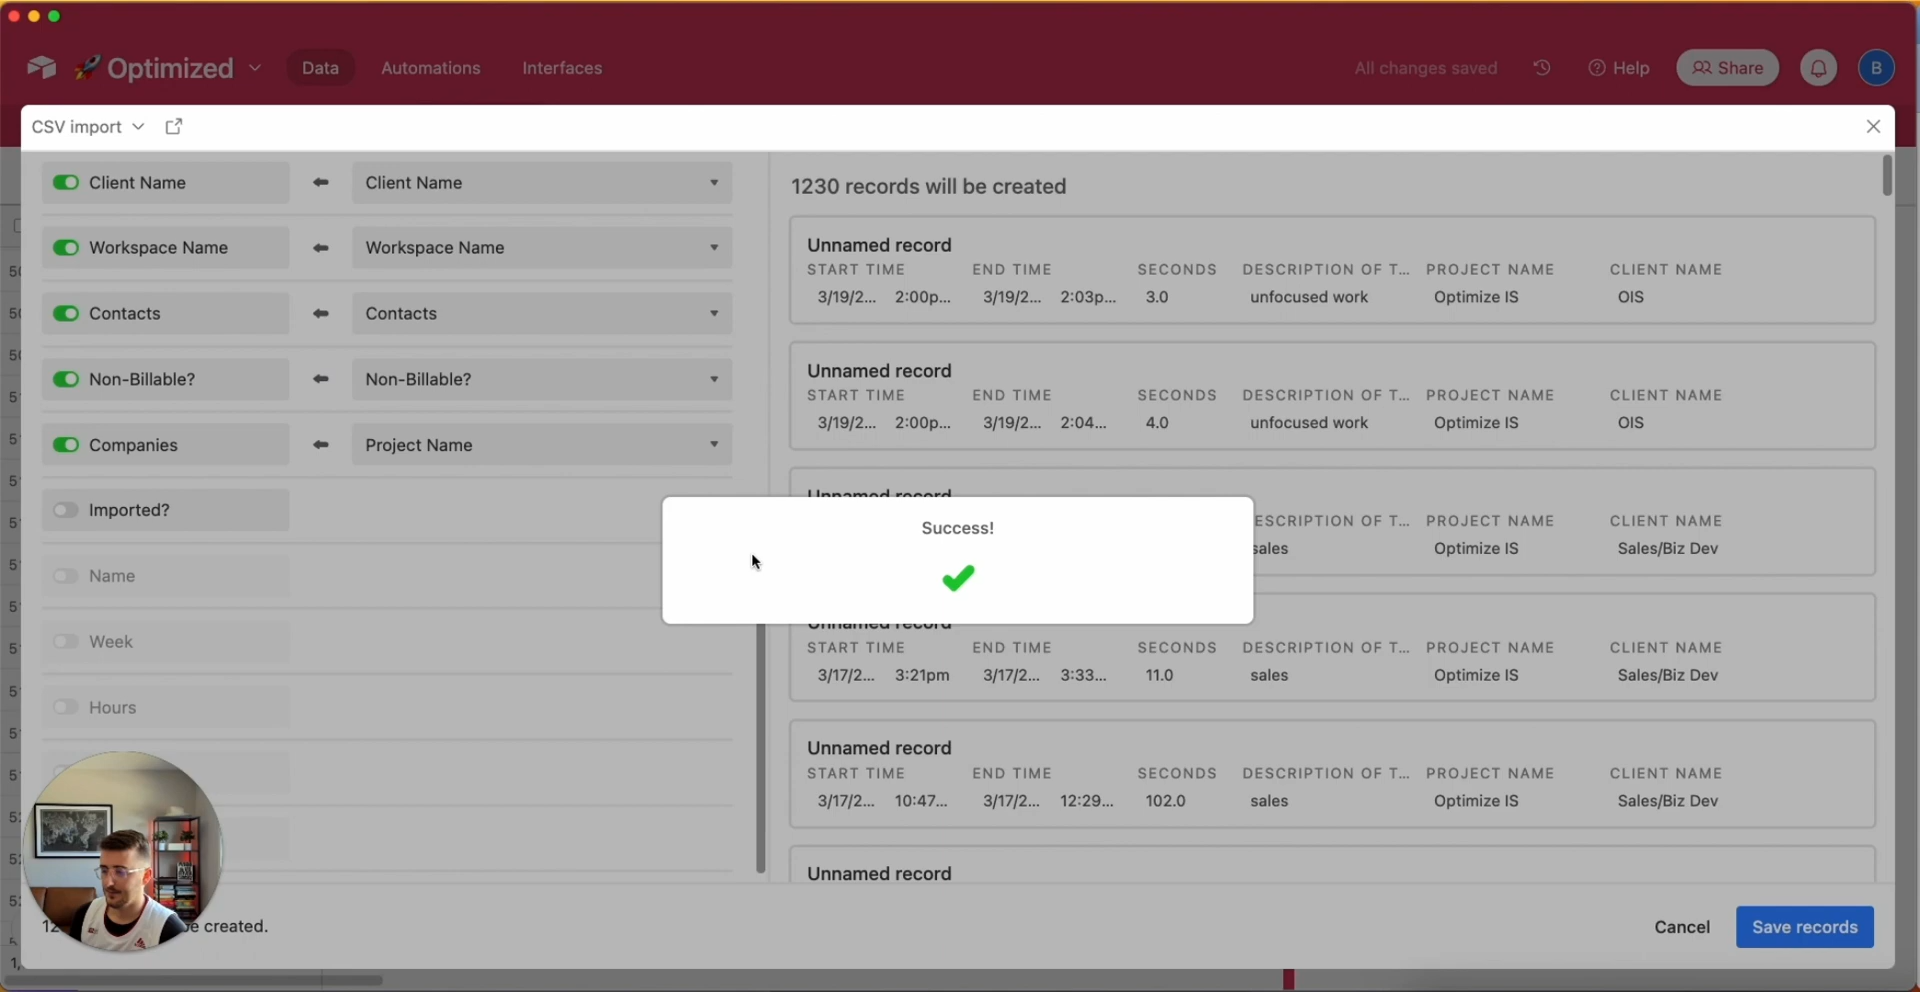 Optimized
Data
Automations
Interfaces
All changes saved
Help
Share
B
CSV import
Client Name
Client Name
Workspace Name
Workspace Name
Contacts
Contacts
Non-Billable?
Non-Billable?
Companies
Project Name
Imported?
Name
Week
Hours
be created.
1230 records will be created
Unnamed record
START TIME END TIME SECONDS DESCRIPTION OF T... PROJECT NAME CLIENT NAME
3/19/2... 2:00p... 3/19/2... 2:03p... 3.0 unfocused work Optimize IS OIS
Unnamed record
START TIME END TIME SECONDS DESCRIPTION OF T... PROJECT NAME CLIENT NAME
3/19/2... 2:00p... 3/19/2... 2:04... 4.0 unfocused work Optimize IS OIS
Unnamed record
PROJECT NAME CLIENT NAME
sales Optimize IS Sales/Biz Dev
Success!
Unnamed record
START TIME END TIME SECONDS DESCRIPTION OF T... PROJECT NAME CLIENT NAME
3/17/2... 3:21pm 3/17/2... 3:33... 11.0 sales Optimize IS Sales/Biz Dev
Unnamed record
START TIME END TIME SECONDS DESCRIPTION OF T... PROJECT NAME CLIENT NAME
3/17/2... 10:47... 3/17/2... 12:29... 102.0 sales Optimize IS Sales/Biz Dev
Unnamed record
Cancel
Save records